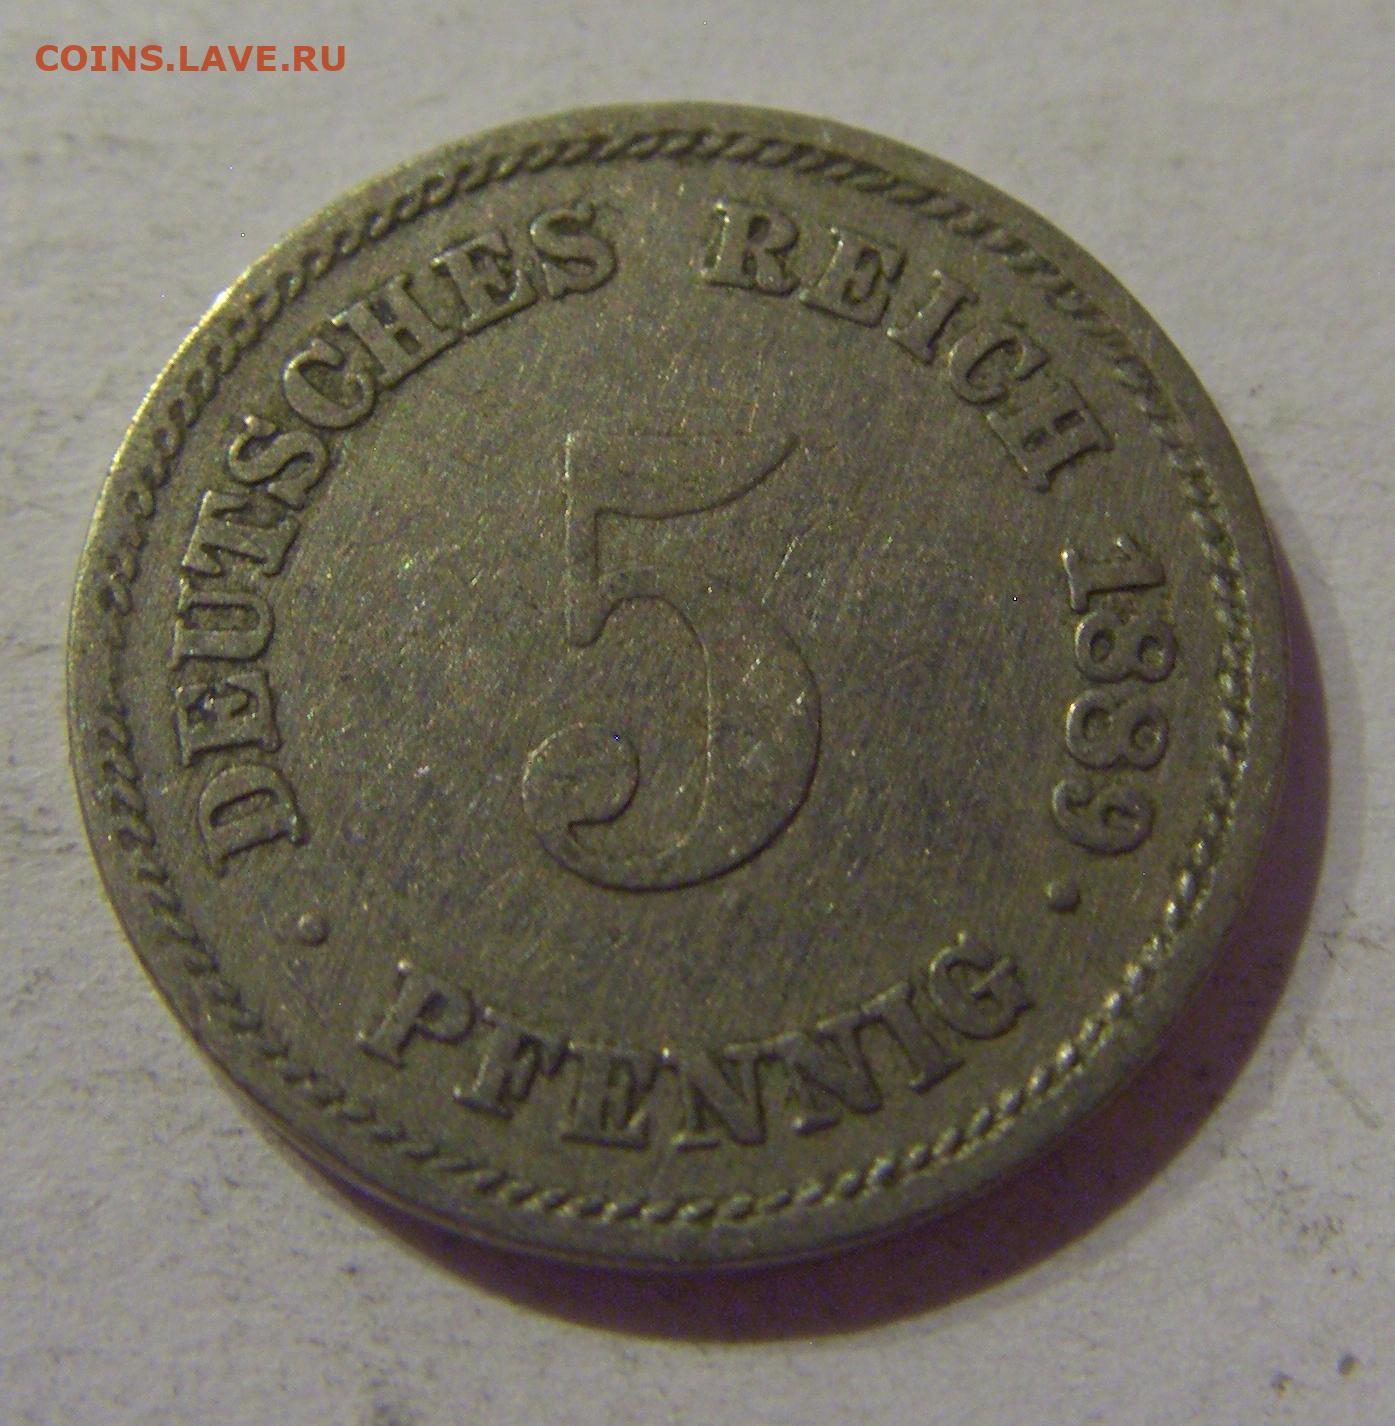 COINS.LAVE.RU
DEUTSCHES REICH 1889
5
· PFENNIG ·